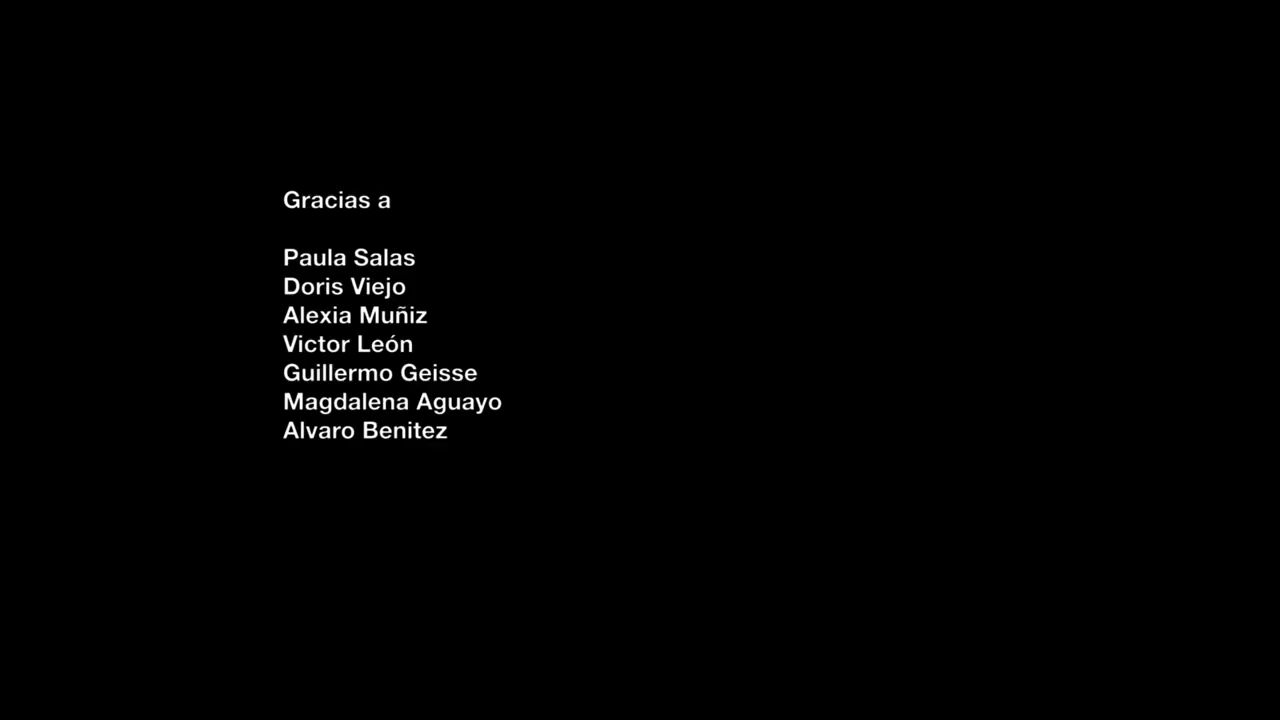 Gracias a
Paula Salas
Doris Viejo
Alexia Muñiz
Victor León
Guillermo Geisse
Magdalena Aguayo
Alvaro Benitez